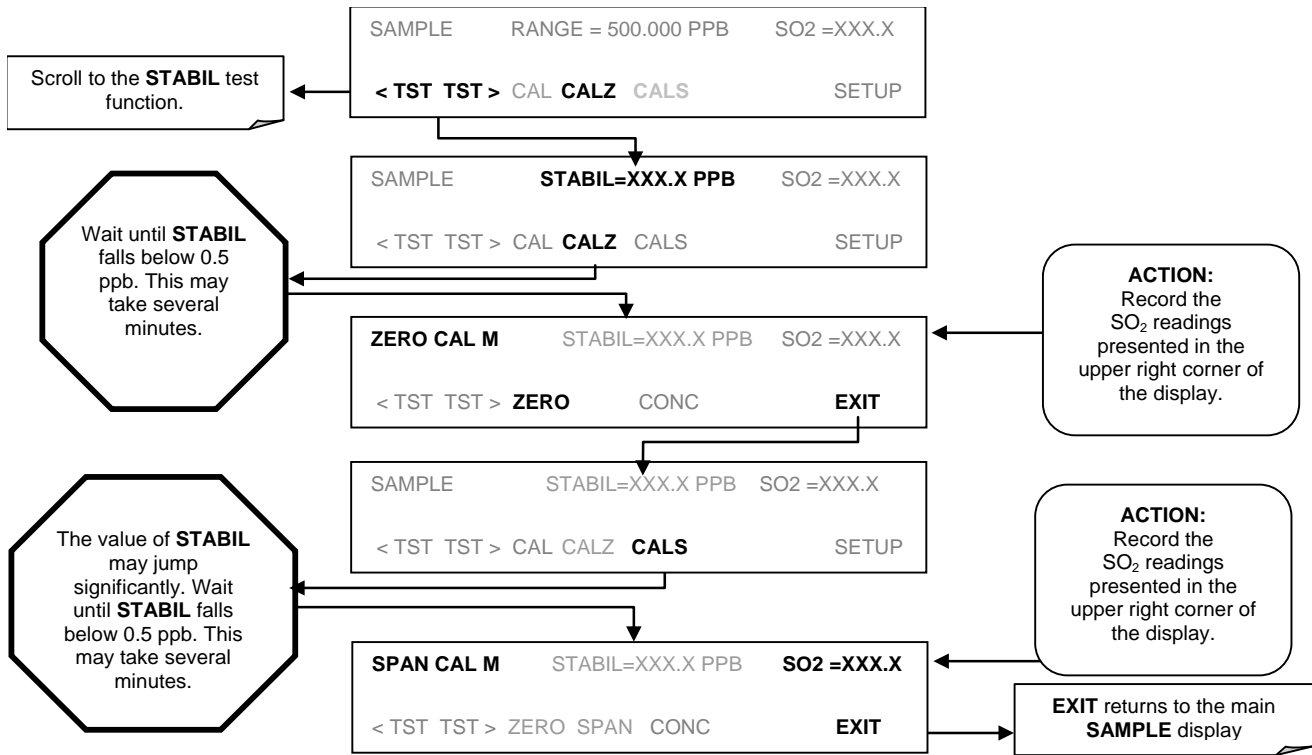 SAMPLE RANGE = 500.000 PPB SO2 =XXX.X
Scroll to the STABIL test
function.
< TST TST > CAL CALZ CALS SETUP
SAMPLE STABIL=XXX.X PPB SO2 =XXX.X
< TST TST > CAL CALZ CALS SETUP
Wait until STABIL
falls below 0.5
ppb. This may
take several
minutes.
ACTION:
Record the
SO₂ readings
presented in the
upper right corner of
the display.
ZERO CAL M STABIL=XXX.X PPB SO2 =XXX.X
< TST TST > ZERO CONC EXIT
SAMPLE STABIL=XXX.X PPB SO2 =XXX.X
< TST TST > CAL CALZ CALS SETUP
The value of STABIL
may jump
significantly. Wait
until STABIL falls
below 0.5 ppb. This
may take several
minutes.
ACTION:
Record the
SO₂ readings
presented in the
upper right corner of
the display.
SPAN CAL M STABIL=XXX.X PPB SO2 =XXX.X
< TST TST > ZERO SPAN CONC EXIT
EXIT returns to the main
SAMPLE display